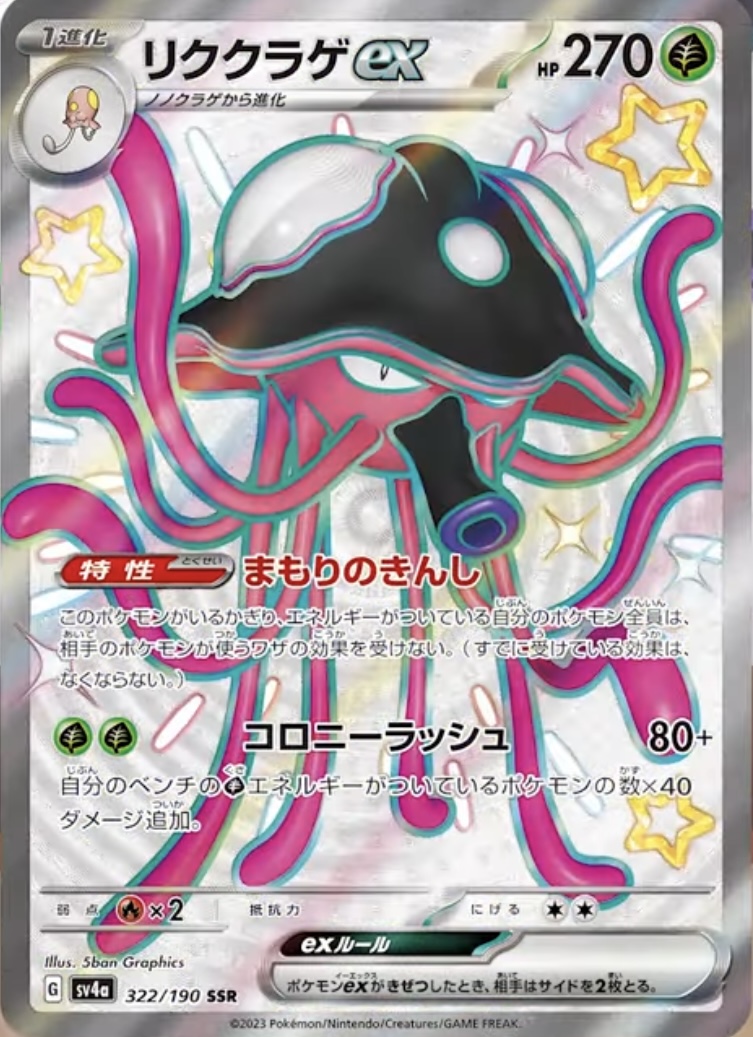 1進化
リククラゲex
HP 270
ノノクラゲから進化
特性 とくせい まもりのきんし
このポケモンがいるかぎり、エネルギーがついている自分のポケモン全員は、
相手のポケモンが使うワザの効果を受けない。(すでに受けている効果は、
なくならない。)
コロニーラッシュ 80+
自分のベンチのエネルギーがついているポケモンの数×40
ダメージ追加。
弱点 ×2 抵抗力 にげる
exルール
ポケモンexがきぜつしたとき、相手はサイドを2枚とる。
Illus. 5ban Graphics
G sv4a 322/190 SSR
©2023 Pokémon/Nintendo/Creatures/GAME FREAK.